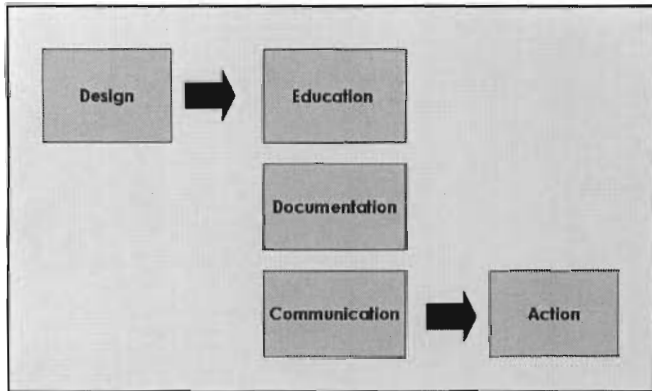 Design
Education
Documentation
Communication
Action